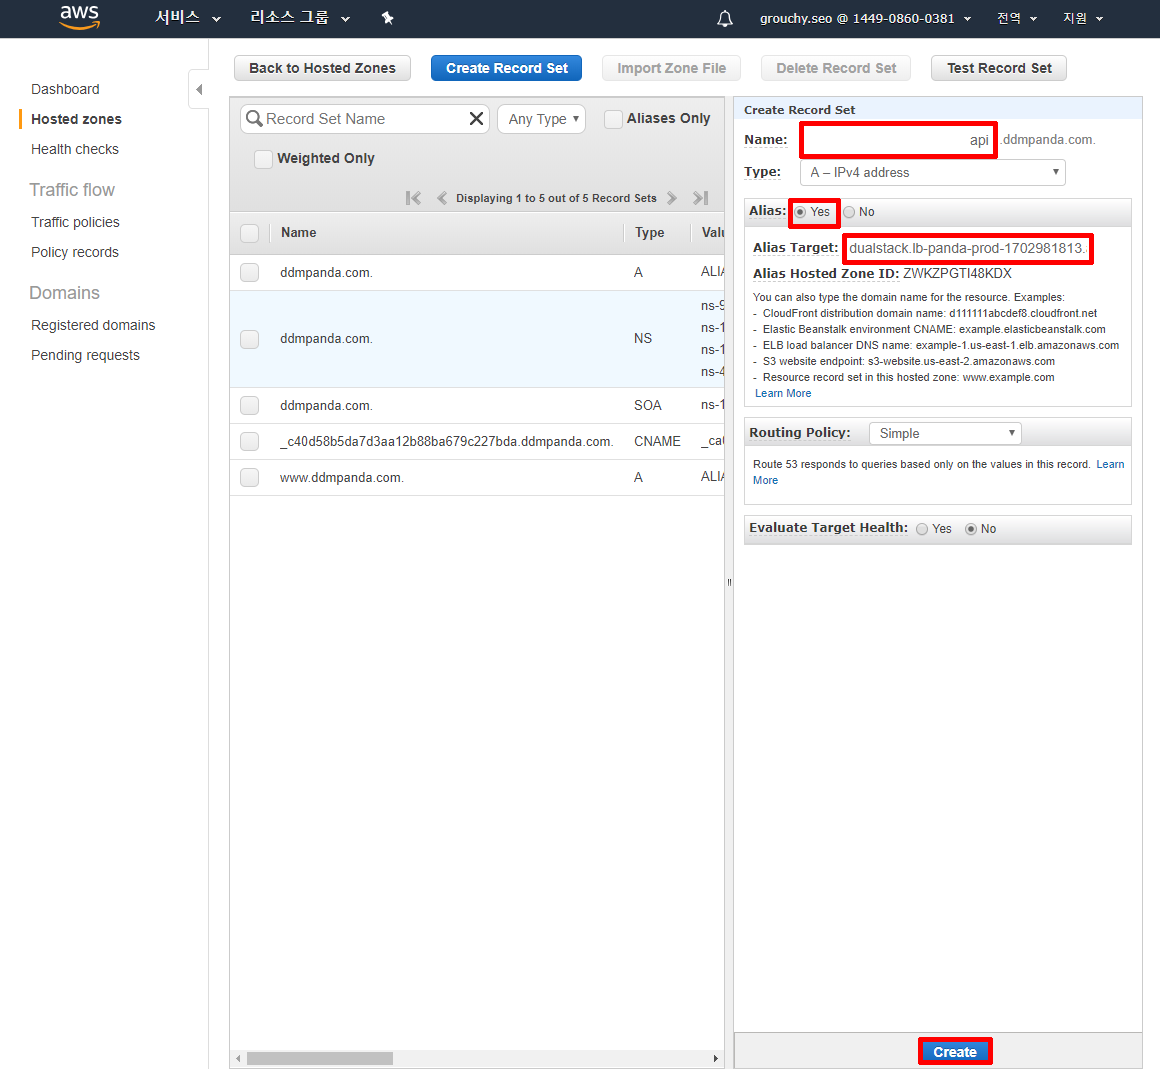 aws 서비스 리소스 그룹 grouchy.seo @ 1449-0860-0381 전역 지원
Dashboard
Hosted zones
Health checks
Traffic flow
Traffic policies
Policy records
Domains
Registered domains
Pending requests
Back to Hosted Zones Create Record Set Import Zone File Delete Record Set Test Record Set
Record Set Name Any Type Aliases Only
Weighted Only
Displaying 1 to 5 out of 5 Record Sets
Name Type Valu
ddmpanda.com. A ALIA
ddmpanda.com. NS ns-9
ns-1
ns-1
ns-4
ddmpanda.com. SOA ns-1
_c40d58b5da7d3aa12b88ba679c227bda.ddmpanda.com. CNAME _ca6
www.ddmpanda.com. A ALIA
Create Record Set
Name: api .ddmpanda.com.
Type: A – IPv4 address
Alias: Yes No
Alias Target: dualstack.lb-panda-prod-1702981813.
Alias Hosted Zone ID: ZWKZPGTI48KDX
You can also type the domain name for the resource. Examples:
- CloudFront distribution domain name: d111111abcdef8.cloudfront.net
- Elastic Beanstalk environment CNAME: example.elasticbeanstalk.com
- ELB load balancer DNS name: example-1.us-east-1.elb.amazonaws.com
- S3 website endpoint: s3-website.us-east-2.amazonaws.com
- Resource record set in this hosted zone: www.example.com
Learn More
Routing Policy: Simple
Route 53 responds to queries based only on the values in this record. Learn
More
Evaluate Target Health: Yes No
Create